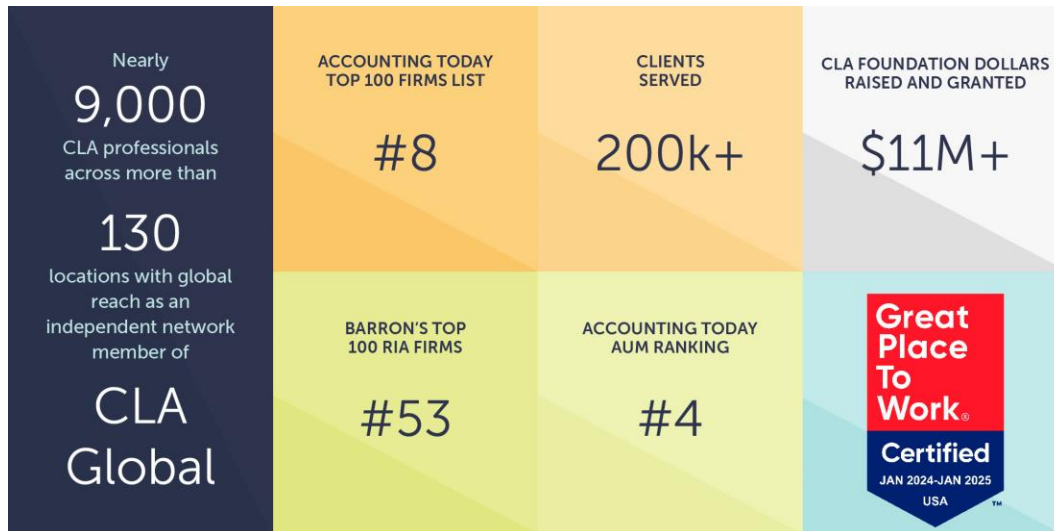 Nearly
9,000
CLA professionals
across more than
130
locations with global
reach as an
independent network
member of
CLA
Global
ACCOUNTING TODAY
TOP 100 FIRMS LIST
#8
CLIENTS
SERVED
200k+
CLA FOUNDATION DOLLARS
RAISED AND GRANTED
$11M+
BARRON’S TOP
100 RIA FIRMS
#53
ACCOUNTING TODAY
AUM RANKING
#4
Great
Place
To
Work®
Certified
JAN 2024-JAN 2025
USA
™